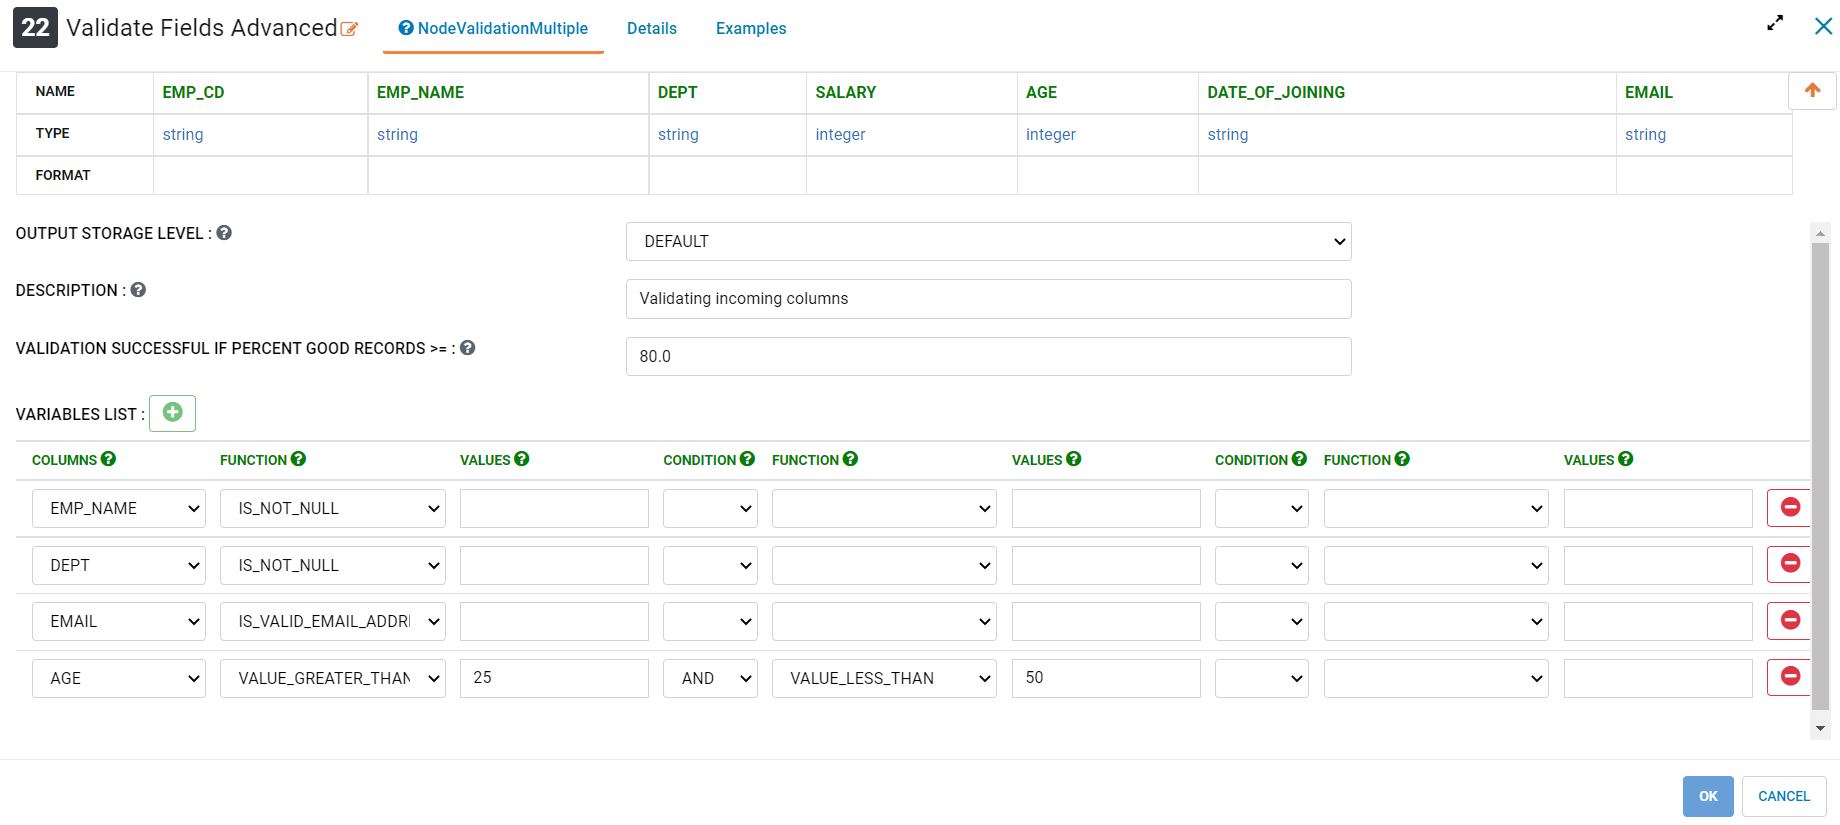 22 Validate Fields Advanced NodeValidationMultiple Details Examples
NAME EMP_CD EMP_NAME DEPT SALARY AGE DATE_OF_JOINING EMAIL
TYPE string string string integer integer string string
FORMAT
OUTPUT STORAGE LEVEL : DEFAULT
DESCRIPTION : Validating incoming columns
VALIDATION SUCCESSFUL IF PERCENT GOOD RECORDS >= : 80.0
VARIABLES LIST :
COLUMNS FUNCTION VALUES CONDITION FUNCTION VALUES CONDITION FUNCTION VALUES
EMP_NAME IS_NOT_NULL
DEPT IS_NOT_NULL
EMAIL IS_VALID_EMAIL_ADDR
AGE VALUE_GREATER_THAN 25 AND VALUE_LESS_THAN 50
OK CANCEL